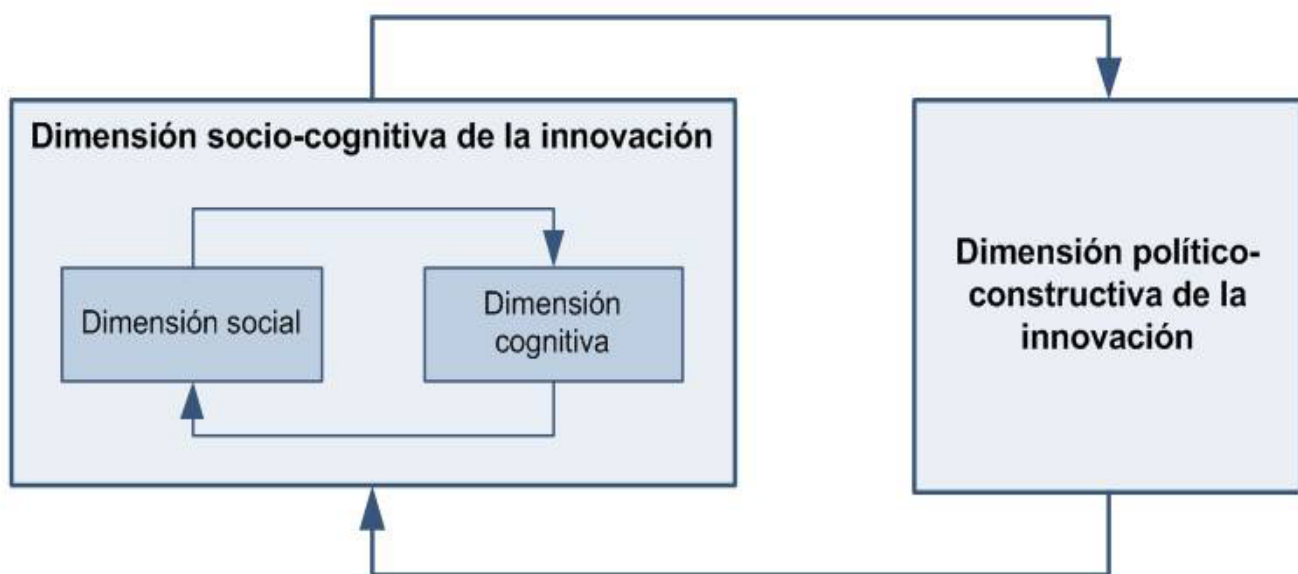 Dimensión socio-cognitiva de la innovación
Dimensión social
Dimensión
cognitiva
Dimensión político-
constructiva de la
innovación